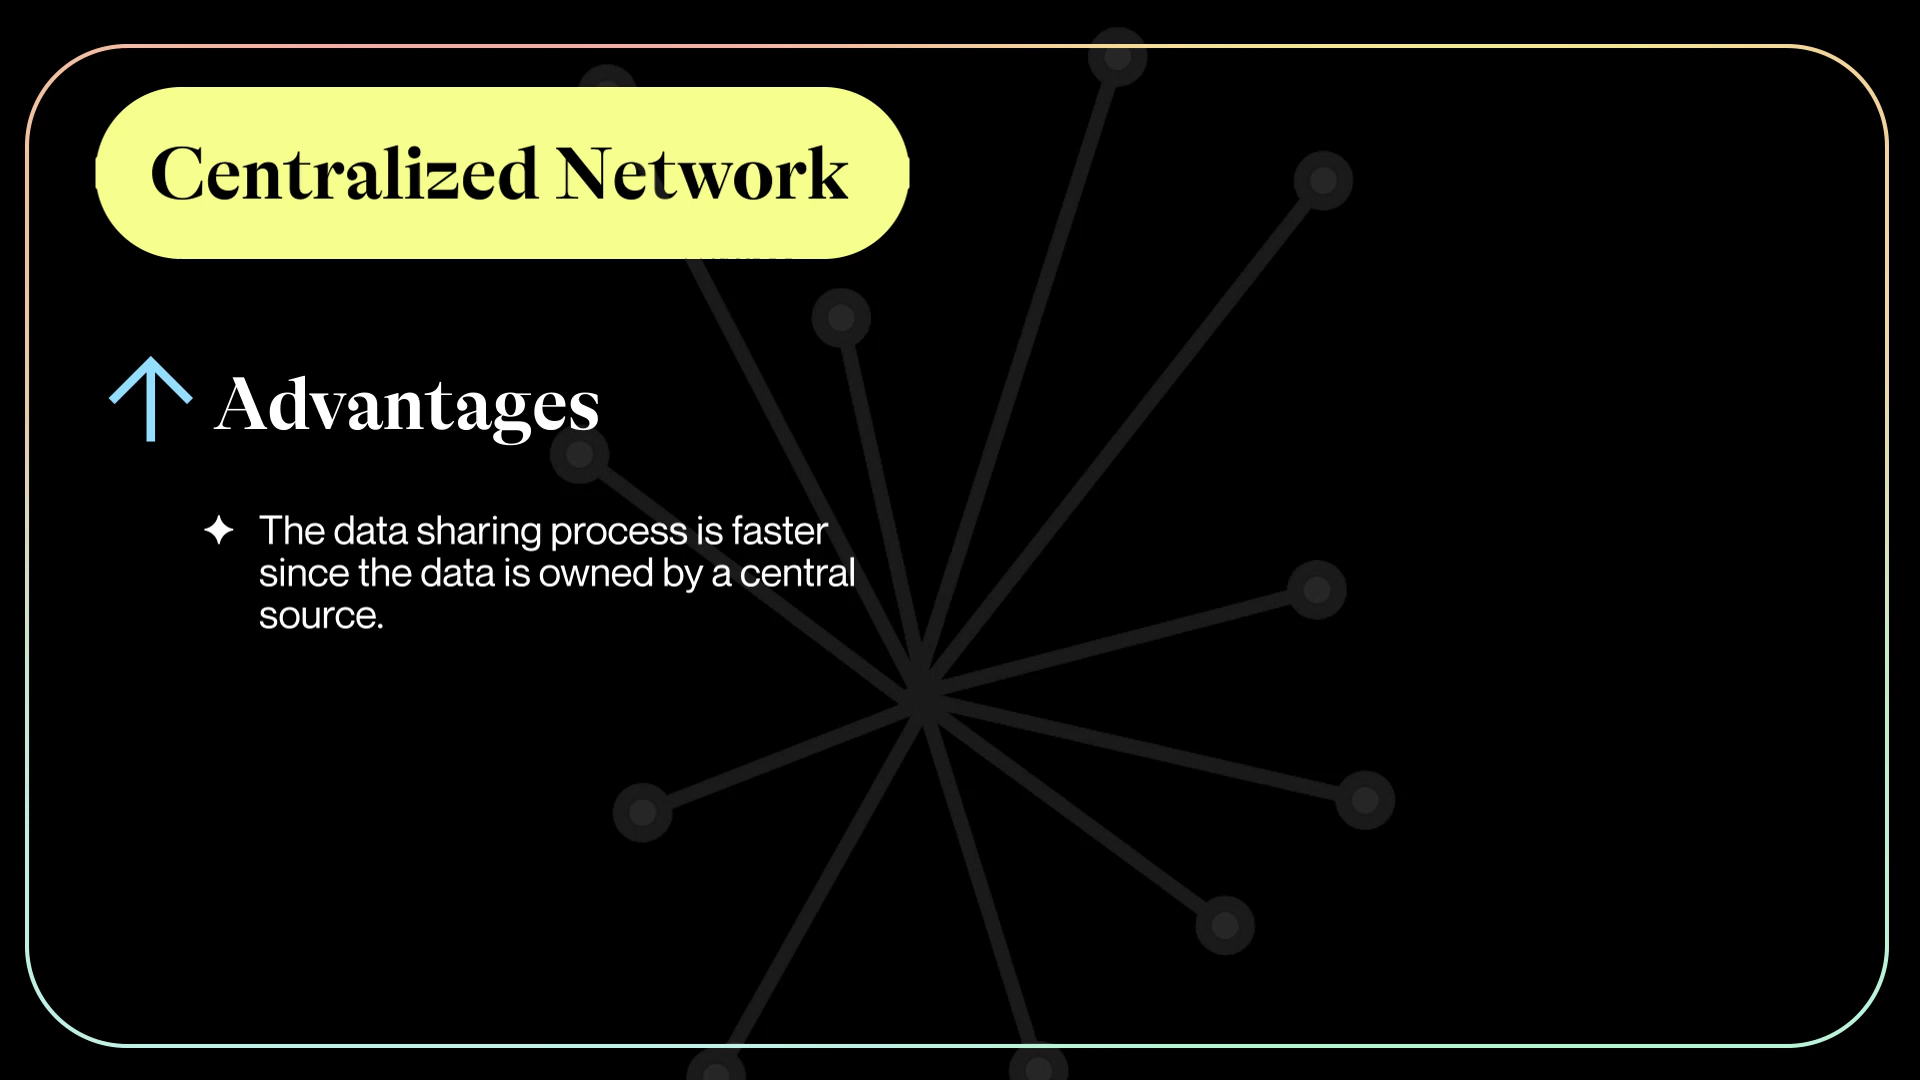 Centralized Network
Advantages
The data sharing process is faster
since the data is owned by a central
source.